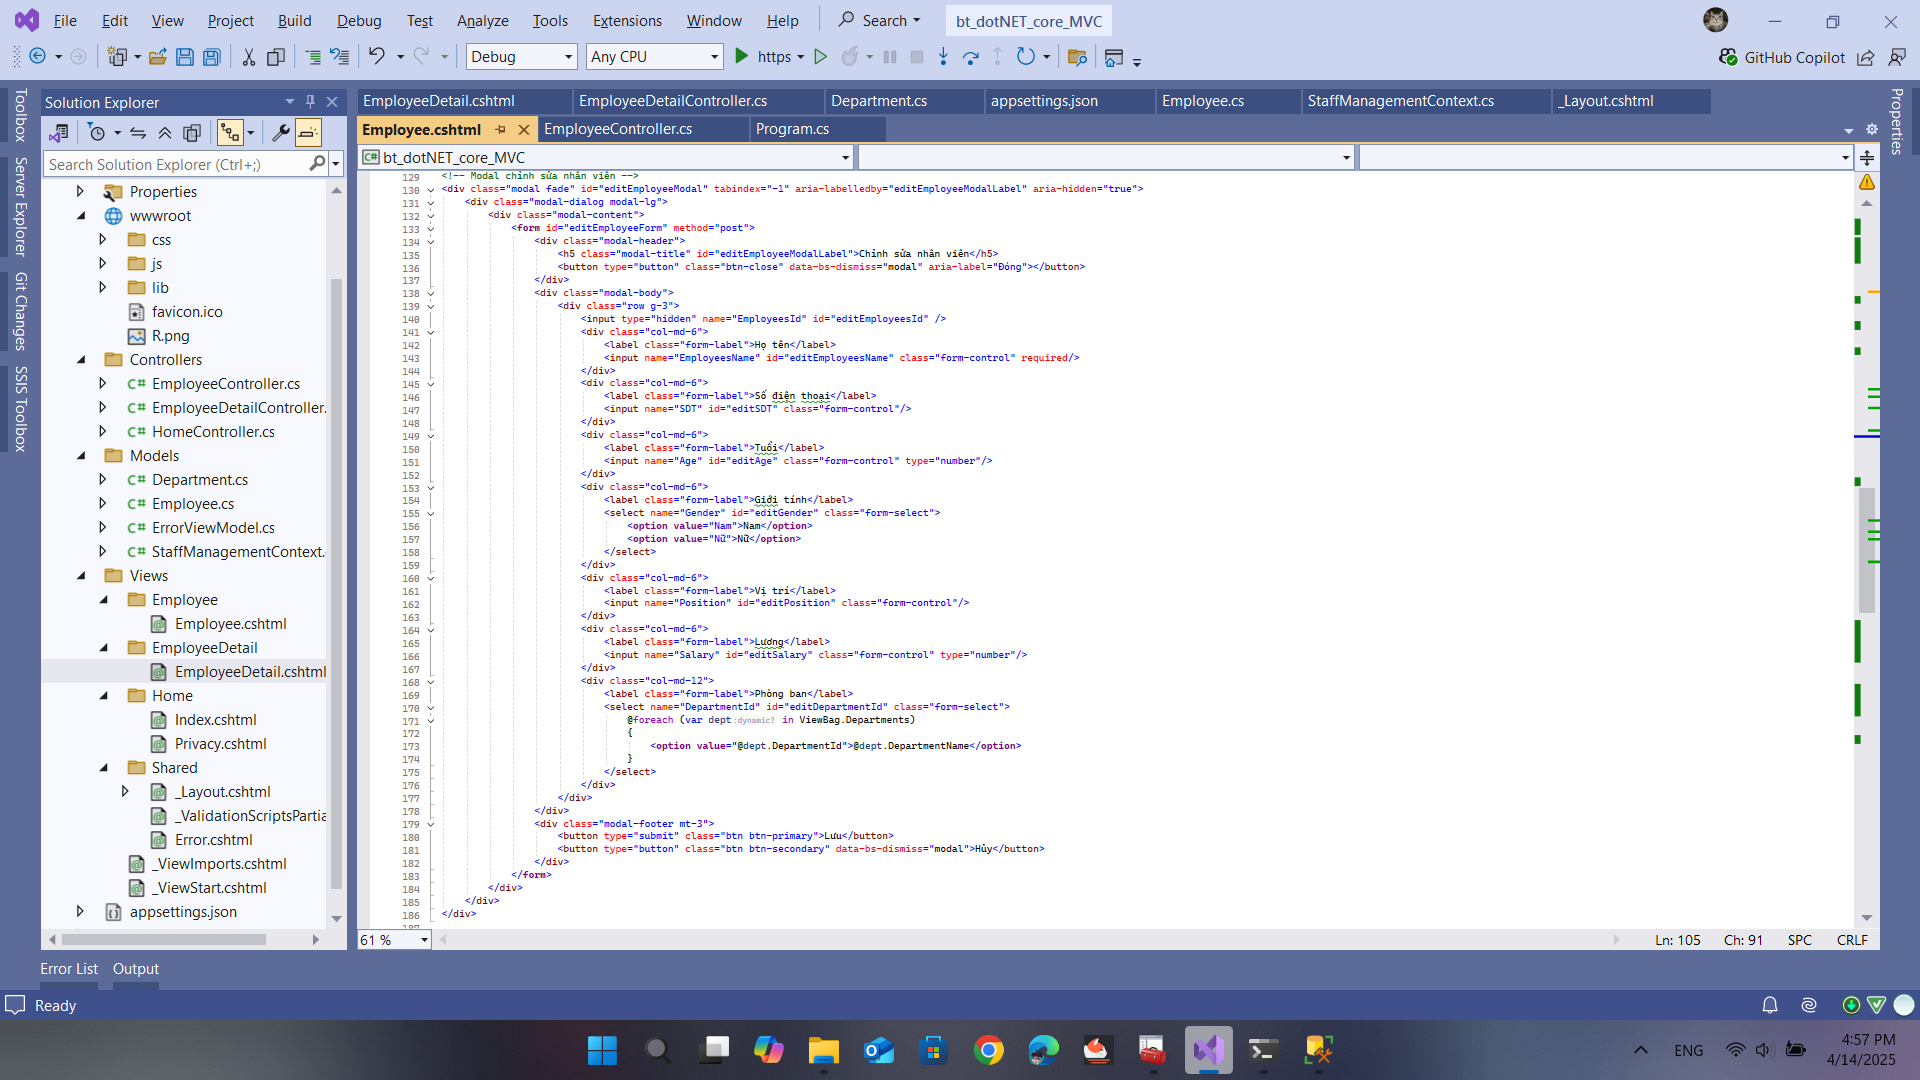 File Edit View Project Build Debug Test Analyze Tools Extensions Window Help Search bt_dotNET_core_MVC
Debug Any CPU https GitHub Copilot
Toolbox
Server Explorer
Git Changes
SSIS Toolbox
Solution Explorer
Search Solution Explorer (Ctrl+;)
Properties
wwwroot
css
js
lib
favicon.ico
R.png
Controllers
C# EmployeeController.cs
C# EmployeeDetailController.
C# HomeController.cs
Models
C# Department.cs
C# Employee.cs
C# ErrorViewModel.cs
C# StaffManagementContext.
Views
Employee
Employee.cshtml
EmployeeDetail
EmployeeDetail.cshtml
Home
Index.cshtml
Privacy.cshtml
Shared
_Layout.cshtml
_ValidationScriptsPartia
Error.cshtml
_ViewImports.cshtml
_ViewStart.cshtml
appsettings.json
EmployeeDetail.cshtml EmployeeDetailController.cs Department.cs appsettings.json Employee.cs StaffManagementContext.cs _Layout.cshtml
Employee.cshtml EmployeeController.cs Program.cs
C# bt_dotNET_core_MVC
129 <!-- Modal chỉnh sửa nhân viên -->
130 <div class="modal fade" id="editEmployeeModal" tabindex="-1" aria-labelledby="editEmployeeModalLabel" aria-hidden="true">
131 <div class="modal-dialog modal-lg">
132 <div class="modal-content">
133 <form id="editEmployeeForm" method="post">
134 <div class="modal-header">
135 <h5 class="modal-title" id="editEmployeeModalLabel">Chỉnh sửa nhân viên</h5>
136 <button type="button" class="btn-close" data-bs-dismiss="modal" aria-label="Đóng"></button>
137 </div>
138 <div class="modal-body">
139 <div class="row g-3">
140 <input type="hidden" name="EmployeesId" id="editEmployeesId" />
141 <div class="col-md-6">
142 <label class="form-label">Họ tên</label>
143 <input name="EmployeesName" id="editEmployeesName" class="form-control" required/>
144 </div>
145 <div class="col-md-6">
146 <label class="form-label">Số điện thoại</label>
147 <input name="SDT" id="editSDT" class="form-control"/>
148 </div>
149 <div class="col-md-6">
150 <label class="form-label">Tuổi</label>
151 <input name="Age" id="editAge" class="form-control" type="number"/>
152 </div>
153 <div class="col-md-6">
154 <label class="form-label">Giới tính</label>
155 <select name="Gender" id="editGender" class="form-select">
156 <option value="Nam">Nam</option>
157 <option value="Nữ">Nữ</option>
158 </select>
159 </div>
160 <div class="col-md-6">
161 <label class="form-label">Vị trí</label>
162 <input name="Position" id="editPosition" class="form-control"/>
163 </div>
164 <div class="col-md-6">
165 <label class="form-label">Lương</label>
166 <input name="Salary" id="editSalary" class="form-control" type="number"/>
167 </div>
168 <div class="col-md-12">
169 <label class="form-label">Phòng ban</label>
170 <select name="DepartmentId" id="editDepartmentId" class="form-select">
171 @foreach (var dept:dynamic? in ViewBag.Departments)
172 {
173 <option value="@dept.DepartmentId">@dept.DepartmentName</option>
174 }
175 </select>
176 </div>
177 </div>
178 </div>
179 <div class="modal-footer mt-3">
180 <button type="submit" class="btn btn-primary">Lưu</button>
181 <button type="button" class="btn btn-secondary" data-bs-dismiss="modal">Hủy</button>
182 </div>
183 </form>
184 </div>
185 </div>
186 </div>
61 % Ln: 105 Ch: 91 SPC CRLF
Properties
Error List Output
Ready
ENG
4:57 PM
4/14/2025